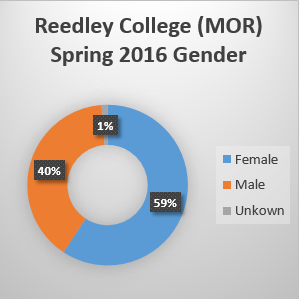 Reedley College (MOR)
Spring 2016 Gender
1%
40%
59%
Female
Male
Unkown